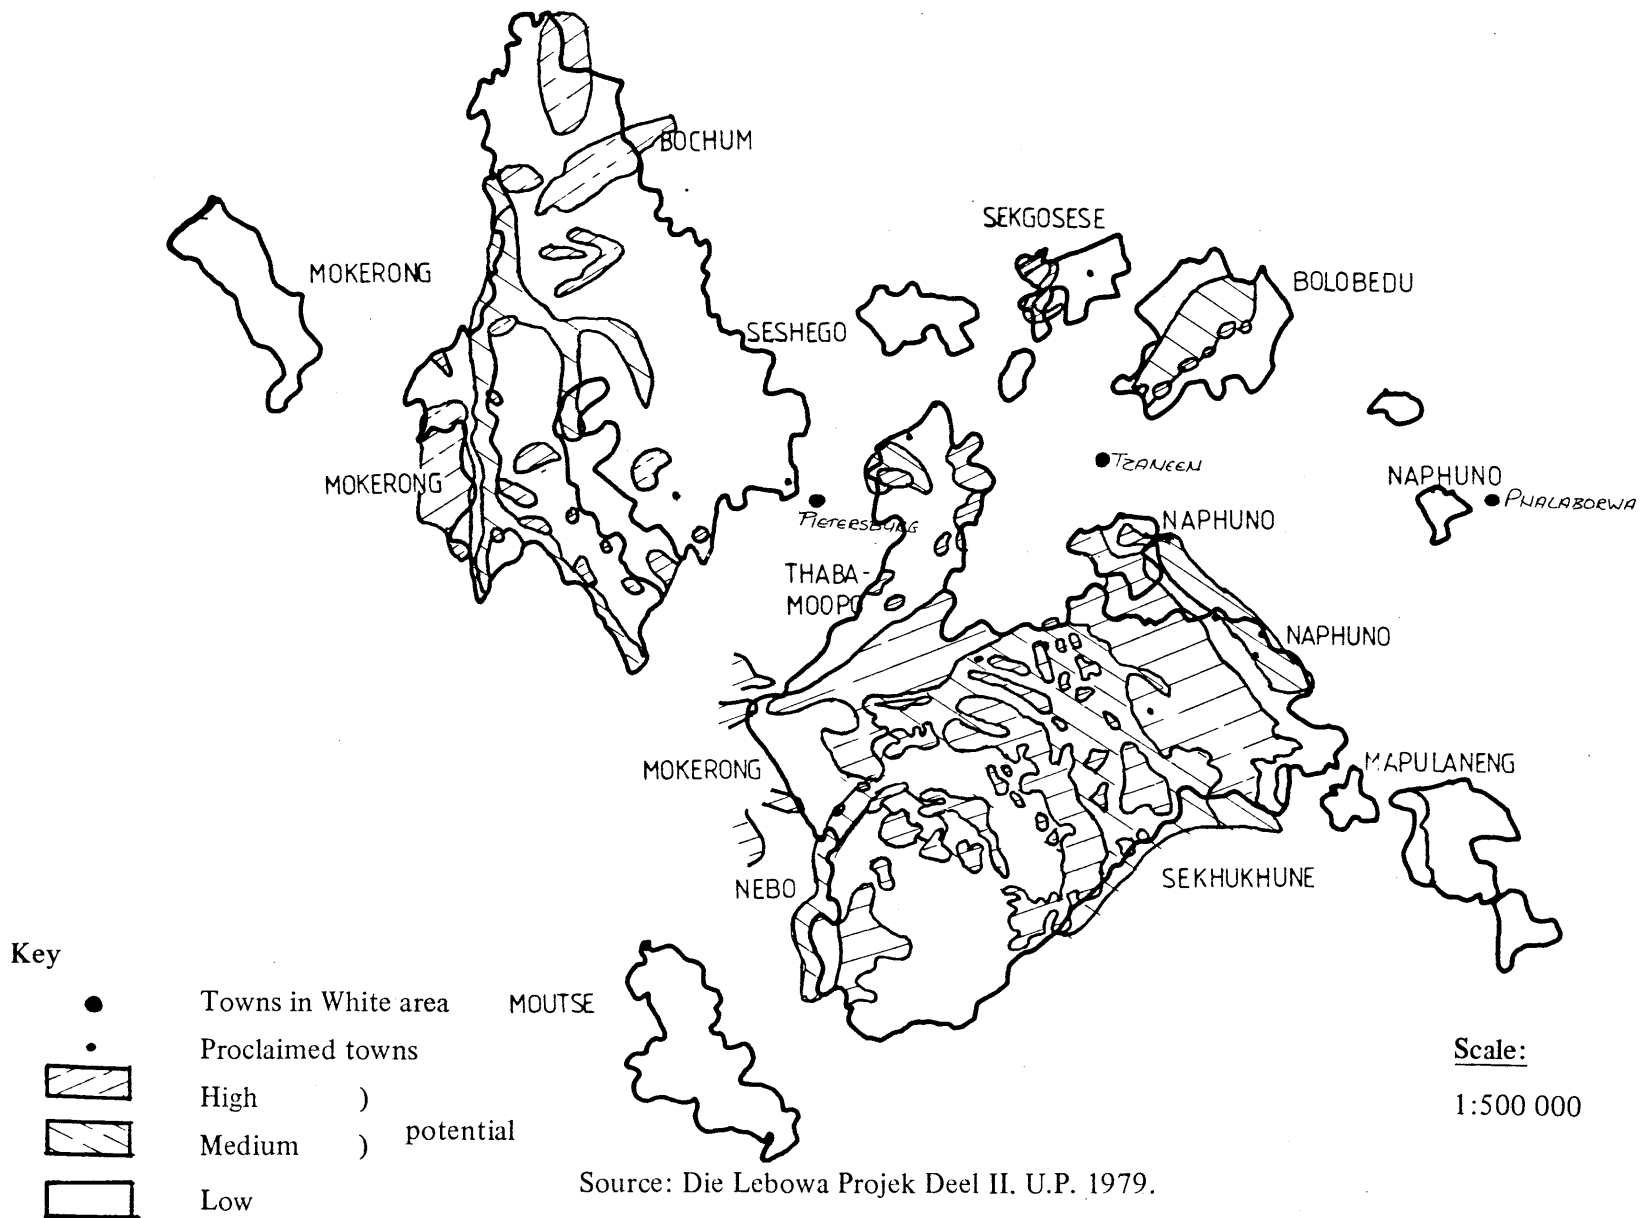 BOCHUM
SEKGOSESE
MOKERONG
BOLOBEDU
SESHEGO
TZANEEN
MOKERONG
NAPHUNO
PHALABORWA
PIETERSBURG
NAPHUNO
THABA-
MOOPO
NAPHUNO
MOKERONG
MAPULANENG
NEBO
SEKHUKHUNE
Key
Towns in White area
MOUTSE
Proclaimed towns
High )
Medium ) potential
Low
Scale:
1:500 000
Source: Die Lebowa Projek Deel II. U.P. 1979.